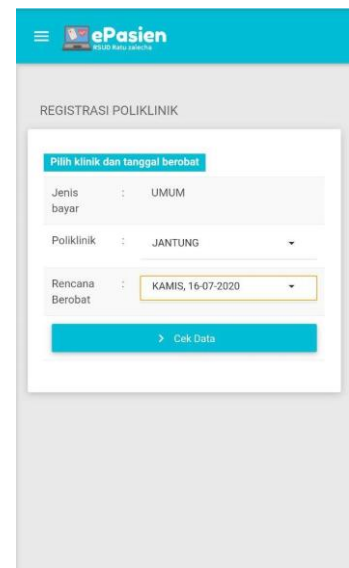 ePasien
RSUD Ratu zalecha
REGISTRASI POLIKLINIK
Pilih klinik dan tanggal berobat
Jenis bayar : UMUM
Poliklinik : JANTUNG
Rencana Berobat : KAMIS, 16-07-2020
> Cek Data